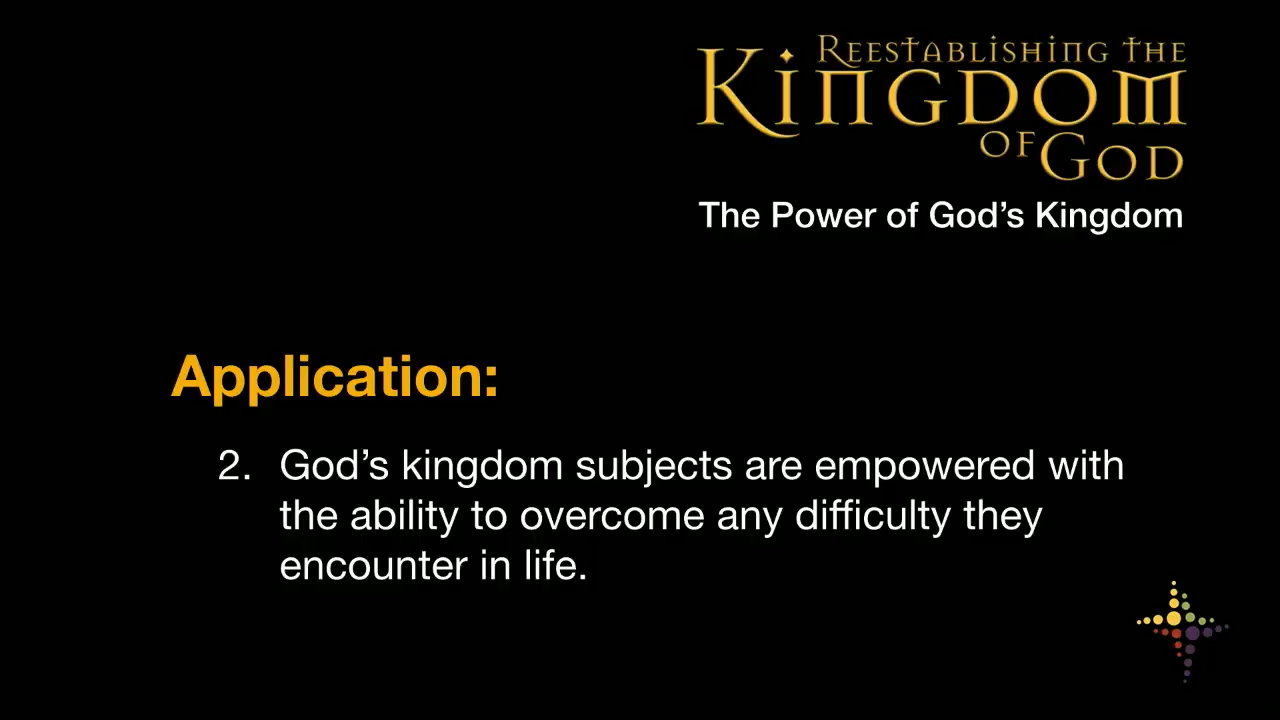 Reestablishing the
Kingdom
of God
The Power of God's Kingdom
Application:
2. God's kingdom subjects are empowered with
the ability to overcome any difficulty they
encounter in life.